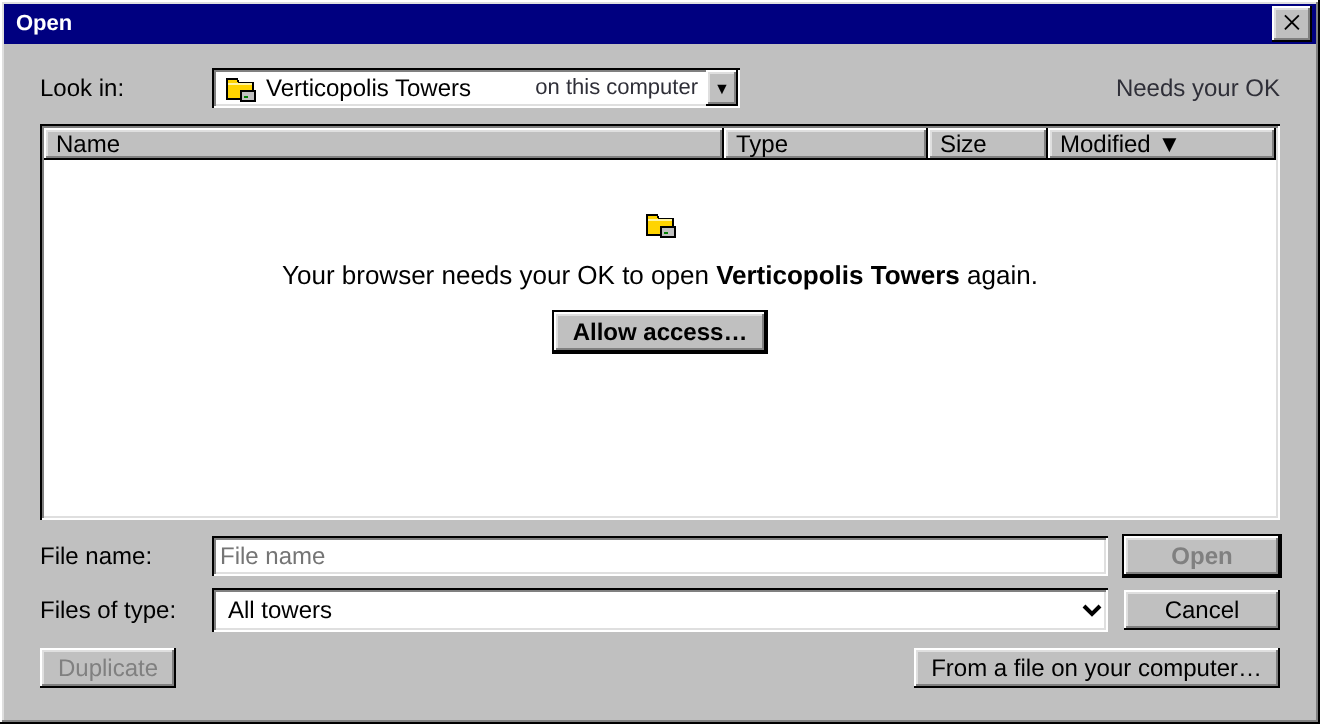 Open
Look in: Verticopolis Towers on this computer ▼ Needs your OK
Name Type Size Modified ▼
Your browser needs your OK to open Verticopolis Towers again.
Allow access…
File name: File name Open
Files of type: All towers Cancel
Duplicate From a file on your computer…